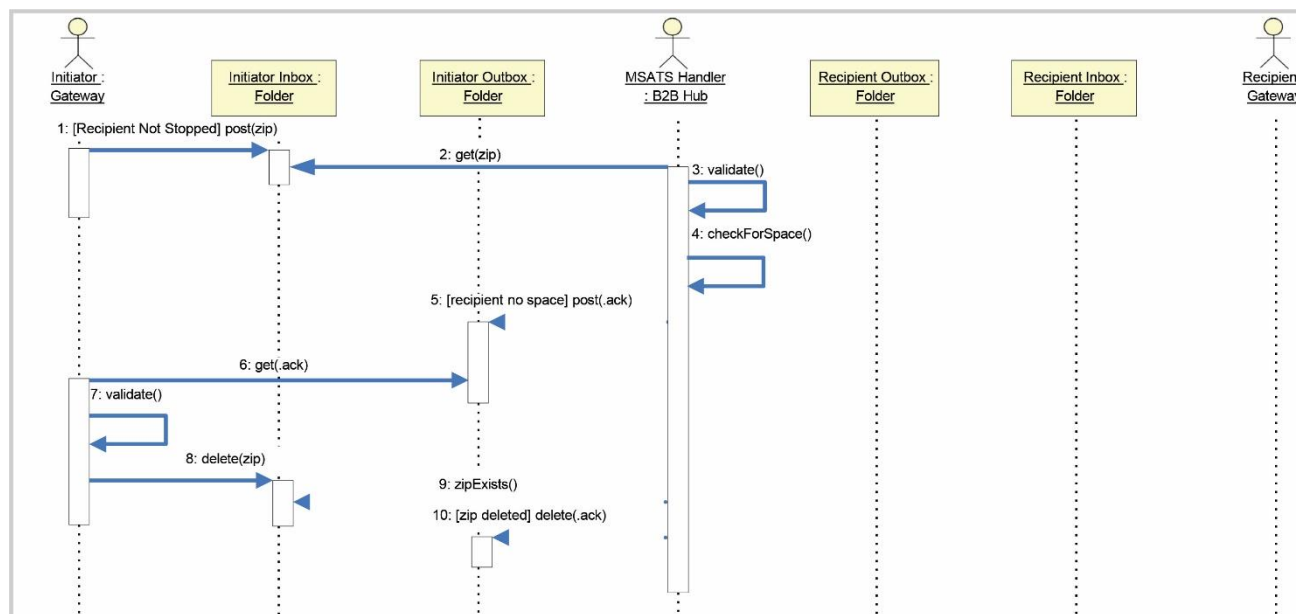 Initiator :
Gateway
Initiator Inbox :
Folder
Initiator Outbox :
Folder
MSATS Handler
: B2B Hub
Recipient Outbox :
Folder
Recipient Inbox :
Folder
Recipien
Gateway
1: [Recipient Not Stopped] post(zip)
2: get(zip)
3: validate()
4: checkForSpace()
5: [recipient no space] post(.ack)
6: get(.ack)
7: validate()
8: delete(zip)
9: zipExists()
10: [zip deleted] delete(.ack)